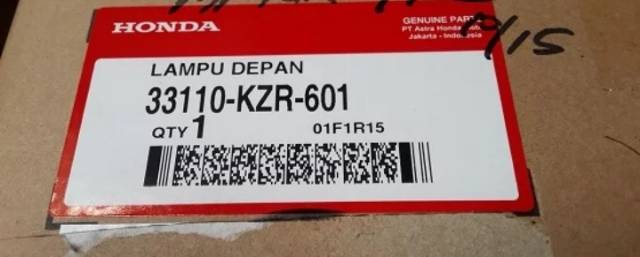 HONDA
GENUINE PARTS
PT Astra Honda
Jakarta - Indonesia
LAMPU DEPAN
33110-KZR-601
QTY 1
01F1R15